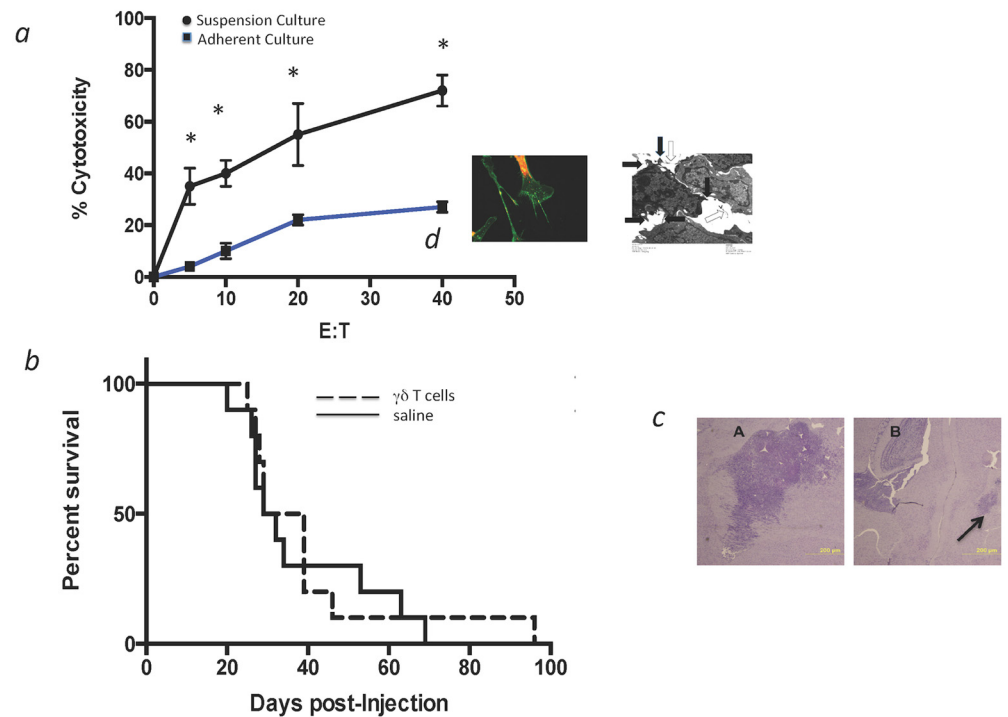 a
Suspension Culture
Adherent Culture
% Cytotoxicity
100
80
60
40
20
0
0 10 20 30 40 50
E:T
* * * *
d
b
γδ T cells
saline
Percent survival
100
50
0
0 20 40 60 80 100
Days post-Injection
c
A
B
200 μm
200 μm